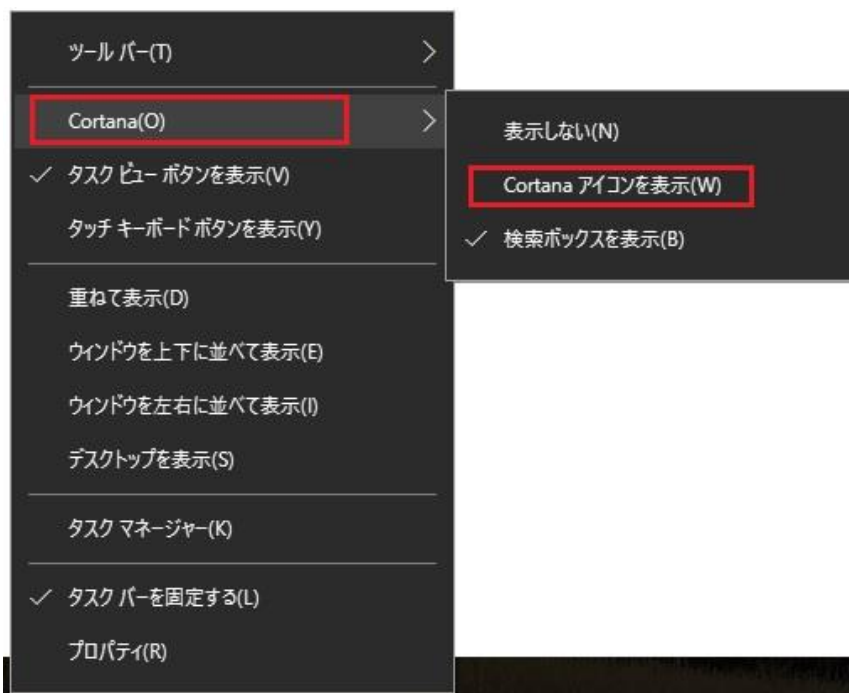 ツール バー(T)
Cortana(O)
タスク ビュー ボタンを表示(V)
タッチ キーボード ボタンを表示(Y)
重ねて表示(D)
ウィンドウを上下に並べて表示(E)
ウィンドウを左右に並べて表示(I)
デスクトップを表示(S)
タスク マネージャー(K)
タスク バーを固定する(L)
プロパティ(R)
表示しない(N)
Cortana アイコンを表示(W)
検索ボックスを表示(B)